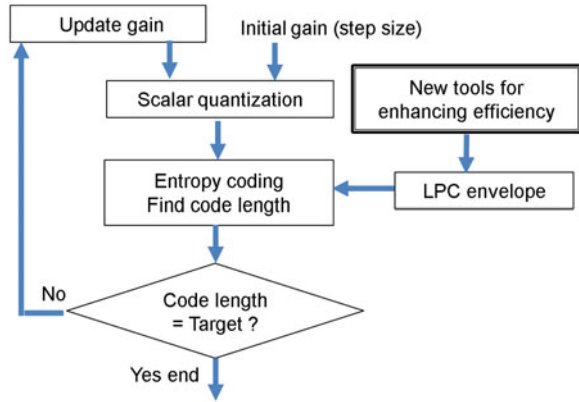 Update gain
Initial gain (step size)
Scalar quantization
New tools for
enhancing efficiency
Entropy coding
Find code length
LPC envelope
No
Code length
= Target ?
Yes end